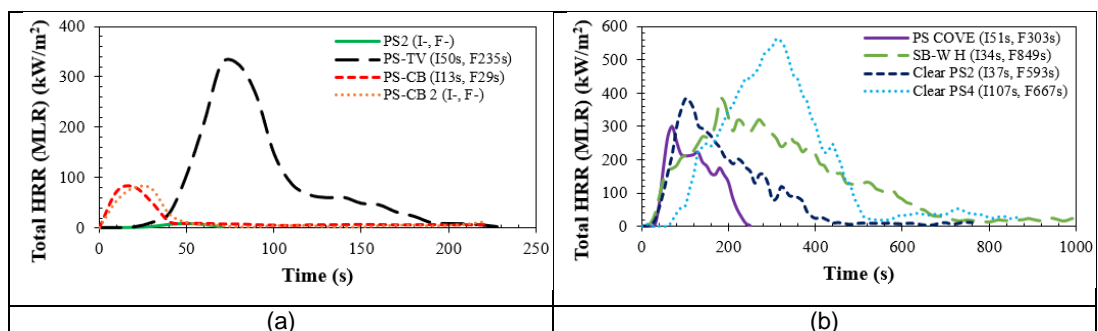 Total HRR (MLR) (kW/m²)
400
300
200
100
0
PS2 (I-, F-)
PS-TV (I50s, F235s)
PS-CB (I13s, F29s)
PS-CB 2 (I-, F-)
0
50
100
150
200
250
Time (s)
(a)
Total HRR (MLR) (kW/m²)
600
500
400
300
200
100
0
PS COVE (I51s, F303s)
SB-W H (I34s, F849s)
Clear PS2 (I37s, F593s)
Clear PS4 (I107s, F667s)
0
200
400
600
800
1000
Time (s)
(b)